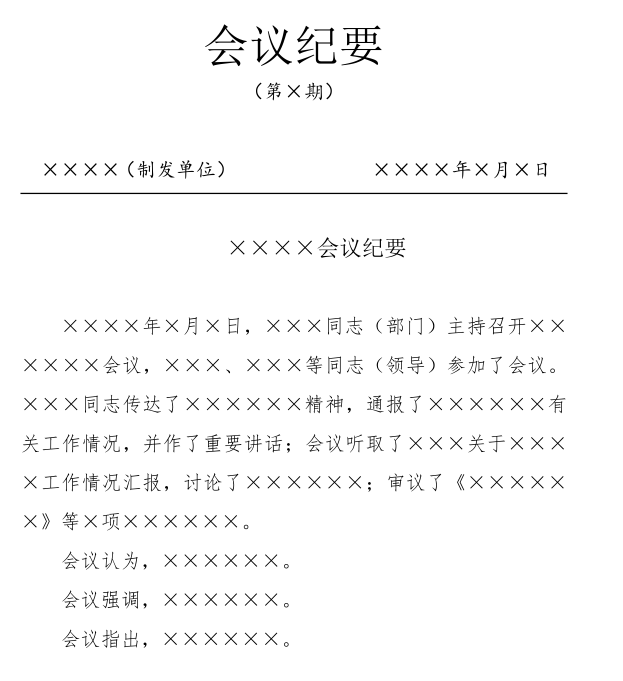 会议纪要
（第×期）
××××（制发单位） ××××年×月×日
××××会议纪要
××××年×月×日，×××同志（部门）主持召开××
××××会议，×××、×××等同志（领导）参加了会议。
×××同志传达了××××××精神，通报了××××××有
关工作情况，并作了重要讲话；会议听取了×××关于×××
×工作情况汇报，讨论了××××××；审议了《×××××
×》等×项××××××。
会议认为，××××××。
会议强调，××××××。
会议指出，××××××。